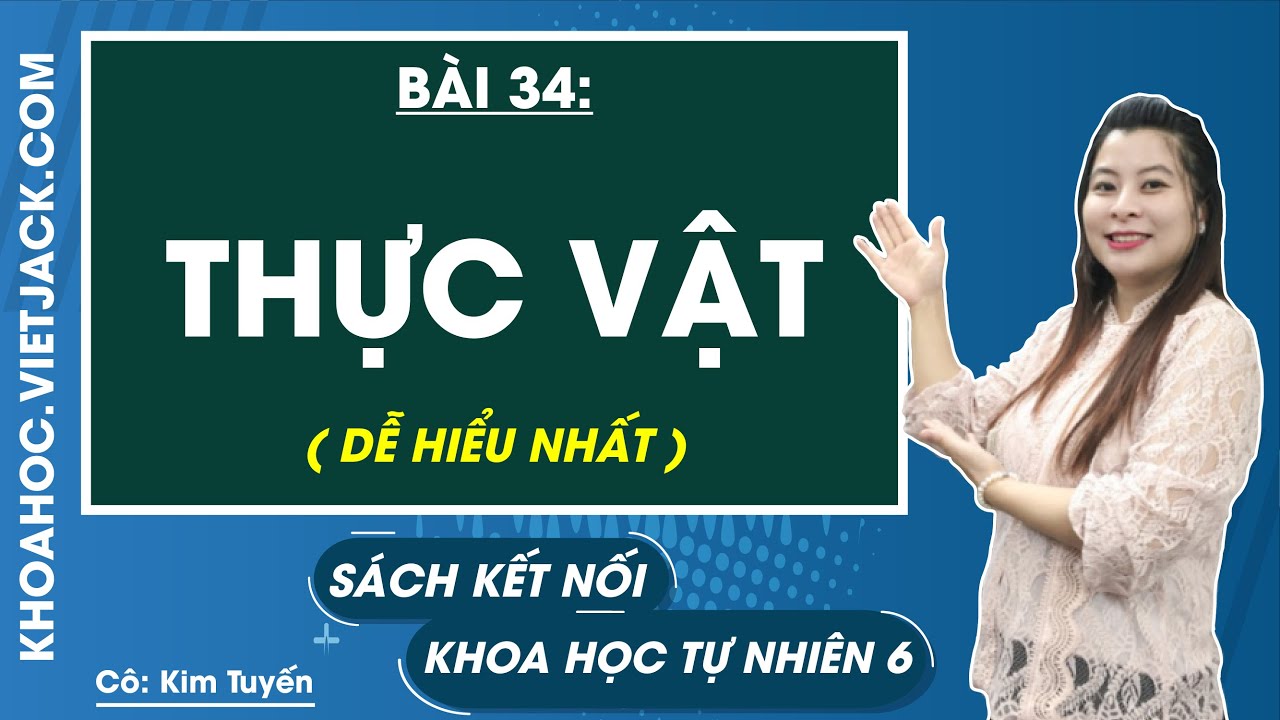 KHOAHOC.VIETJACK.COM
BÀI 34:
THỰC VẬT
( DỄ HIỂU NHẤT )
SÁCH KẾT NỐI
KHOA HỌC TỰ NHIÊN 6
Cô: Kim Tuyến